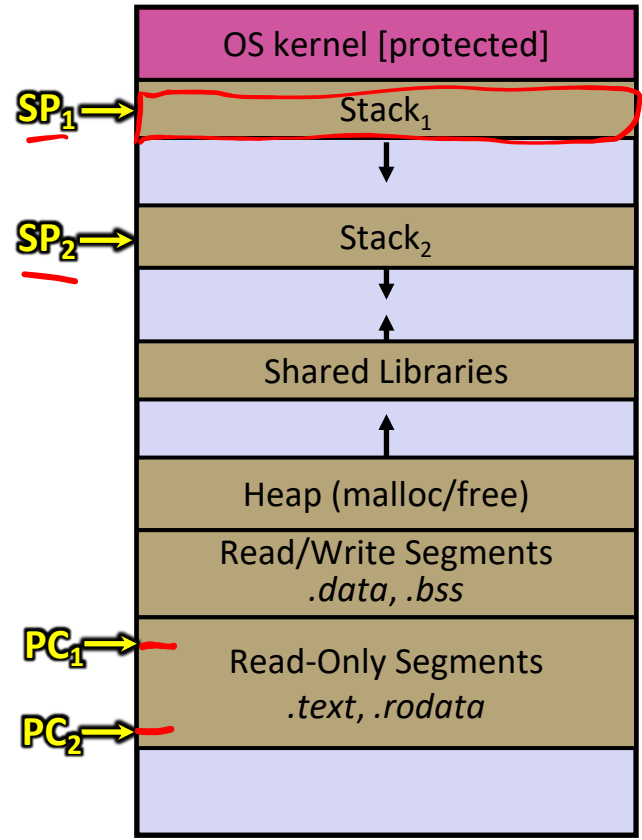 OS kernel [protected]
SP₁
Stack₁
SP₂
Stack₂
Shared Libraries
Heap (malloc/free)
Read/Write Segments
.data, .bss
PC₁
Read-Only Segments
.text, .rodata
PC₂